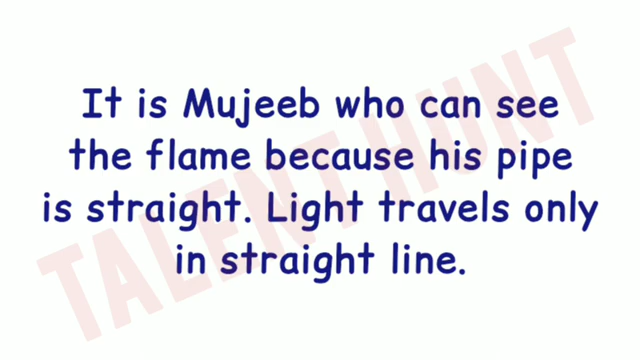 It is Mujeeb who can see
the flame because his pipe
is straight. Light travels only
in straight line.
TALENT HUNT